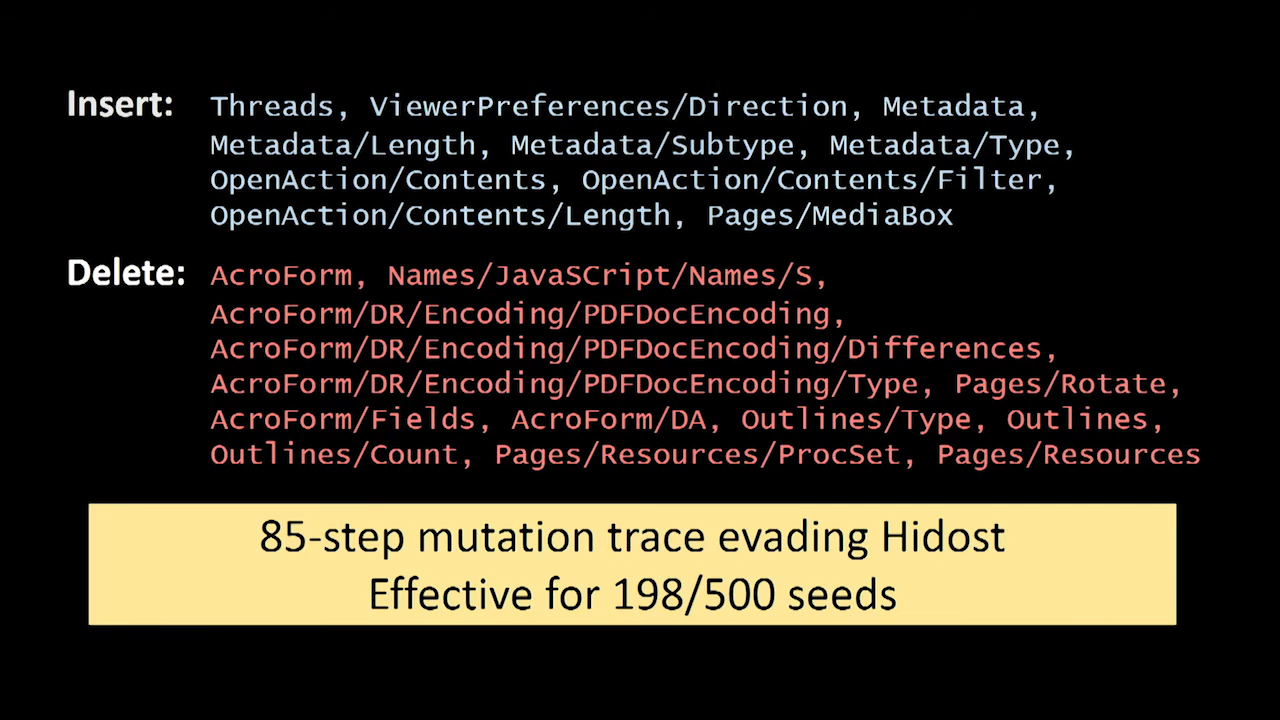 Insert: Threads, ViewerPreferences/Direction, Metadata,
Metadata/Length, Metadata/Subtype, Metadata/Type,
OpenAction/Contents, OpenAction/Contents/Filter,
OpenAction/Contents/Length, Pages/MediaBox
Delete: AcroForm, Names/JavaSCript/Names/S,
AcroForm/DR/Encoding/PDFDocEncoding,
AcroForm/DR/Encoding/PDFDocEncoding/Differences,
AcroForm/DR/Encoding/PDFDocEncoding/Type, Pages/Rotate,
AcroForm/Fields, AcroForm/DA, Outlines/Type, Outlines,
Outlines/Count, Pages/Resources/ProcSet, Pages/Resources
85-step mutation trace evading Hidost
Effective for 198/500 seeds